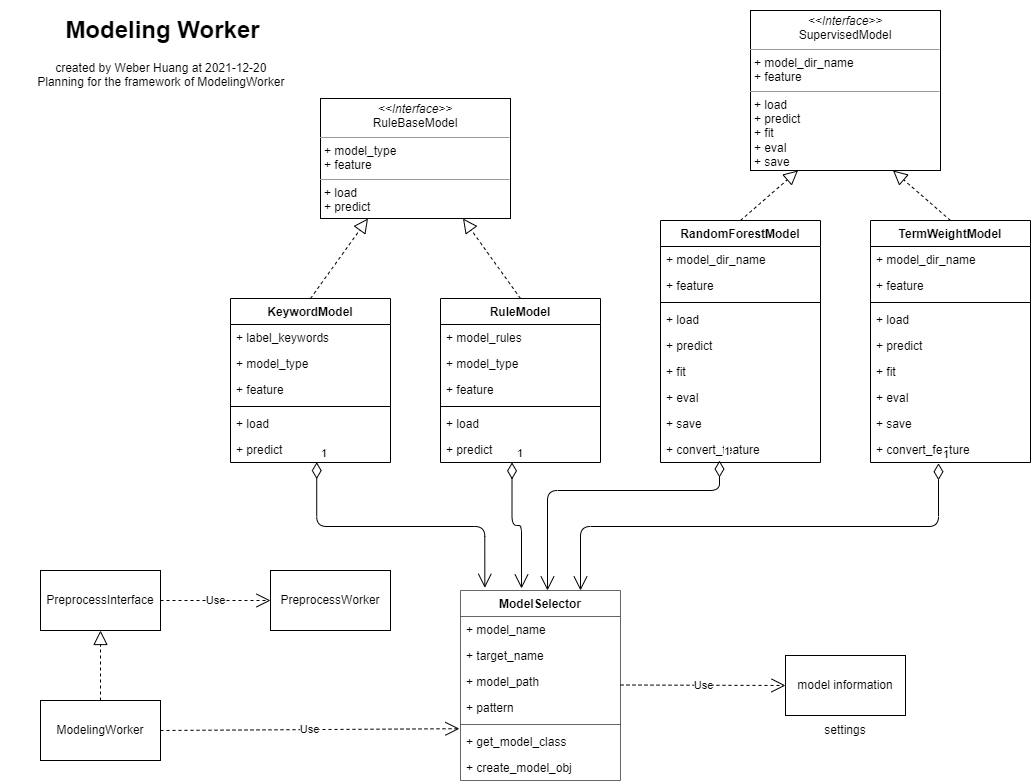 Modeling Worker
created by Weber Huang at 2021-12-20
Planning for the framework of ModelingWorker
<<Interface>>
SupervisedModel
+ model_dir_name
+ feature
+ load
+ predict
+ fit
+ eval
+ save
<<Interface>>
RuleBaseModel
+ model_type
+ feature
+ load
+ predict
KeywordModel
+ label_keywords
+ model_type
+ feature
+ load
+ predict
1
RuleModel
+ model_rules
+ model_type
+ feature
+ load
+ predict
1
RandomForestModel
+ model_dir_name
+ feature
+ load
+ predict
+ fit
+ eval
+ save
+ convert_feature
1
TermWeightModel
+ model_dir_name
+ feature
+ load
+ predict
+ fit
+ eval
+ save
+ convert_feature
1
PreprocessInterface
Use
PreprocessWorker
ModelingWorker
Use
ModelSelector
+ model_name
+ target_name
+ model_path
+ pattern
+ get_model_class
+ create_model_obj
Use
model information
settings